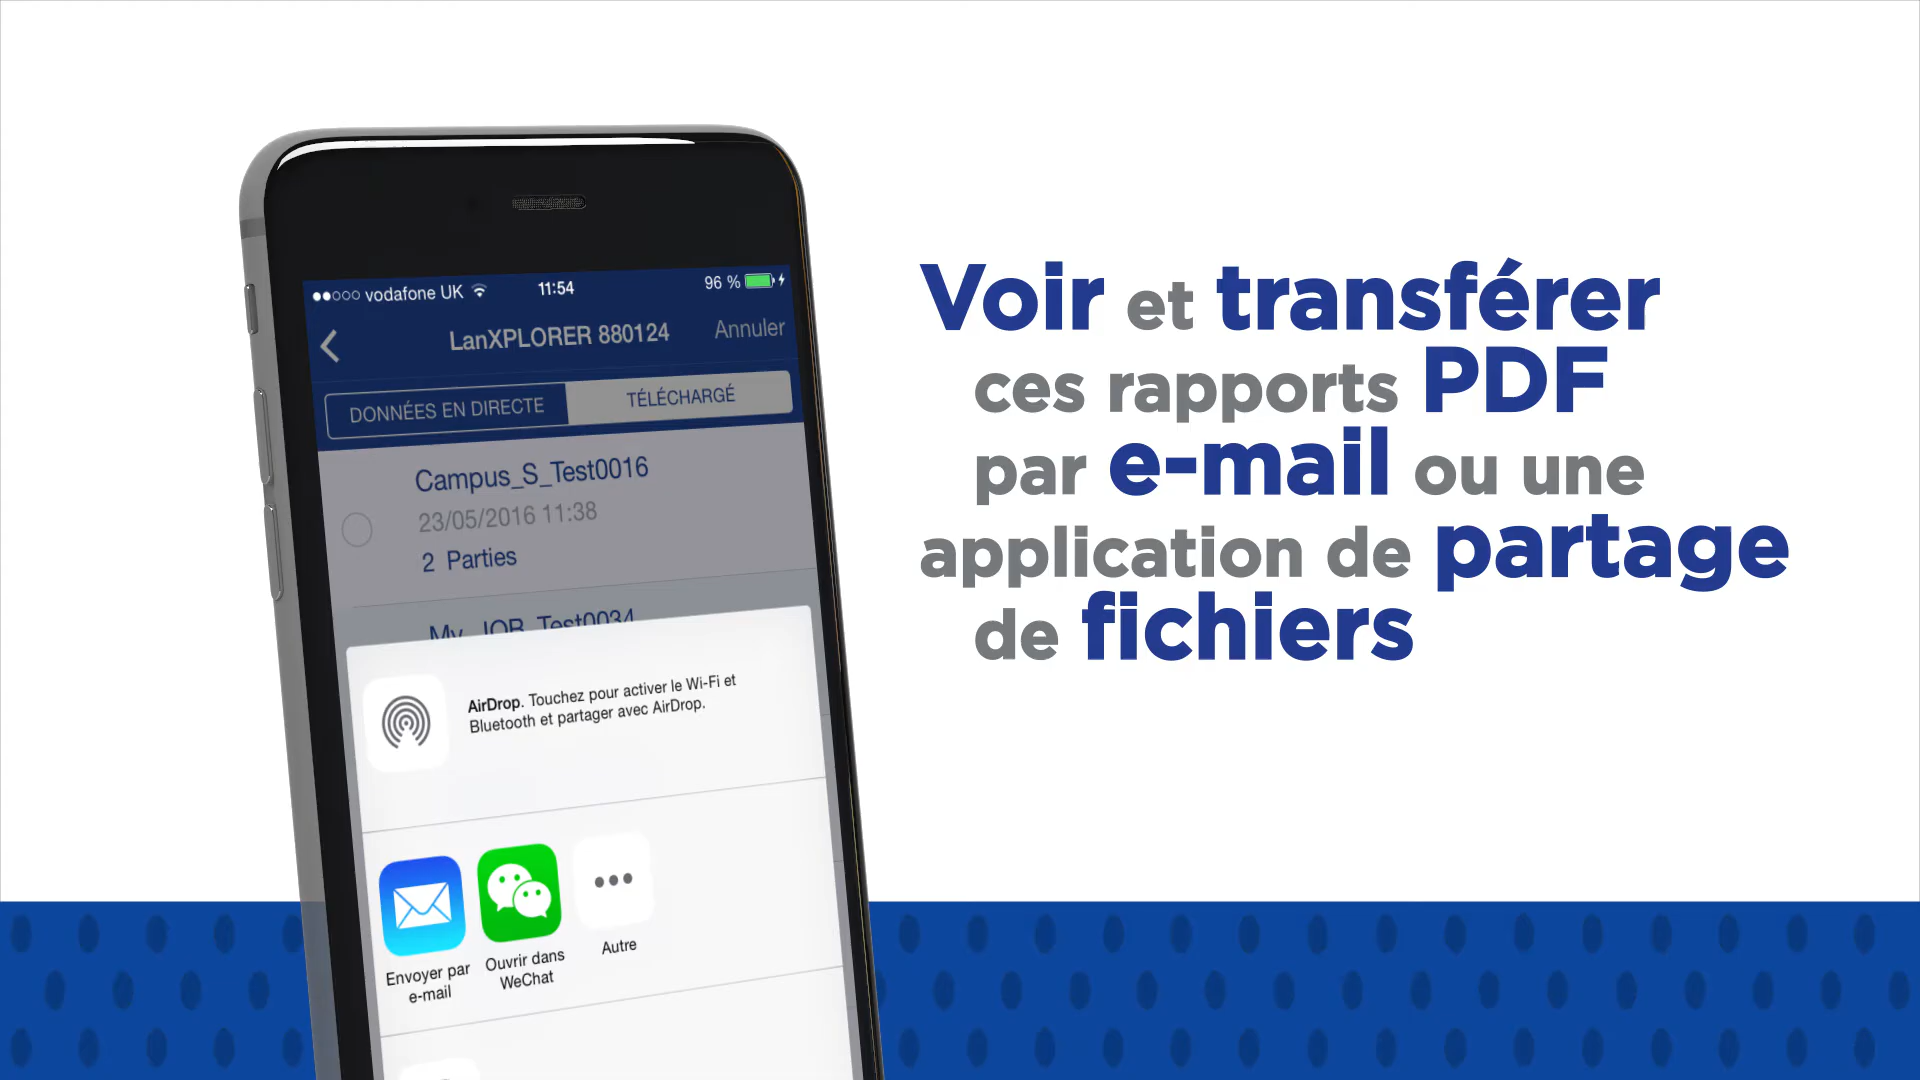 vodafone UK 11:54 96 %
LanXPLORER 880124 Annuler
DONNÉES EN DIRECTE TÉLÉCHARGÉ
Campus_S_Test0016
23/05/2016 11:38
2 Parties
My_JOB_Test0034
AirDrop. Touchez pour activer le Wi-Fi et
Bluetooth et partager avec AirDrop.
Envoyer par
e-mail
Ouvrir dans
WeChat
Autre
Voir et transférer
ces rapports PDF
par e-mail ou une
application de partage
de fichiers